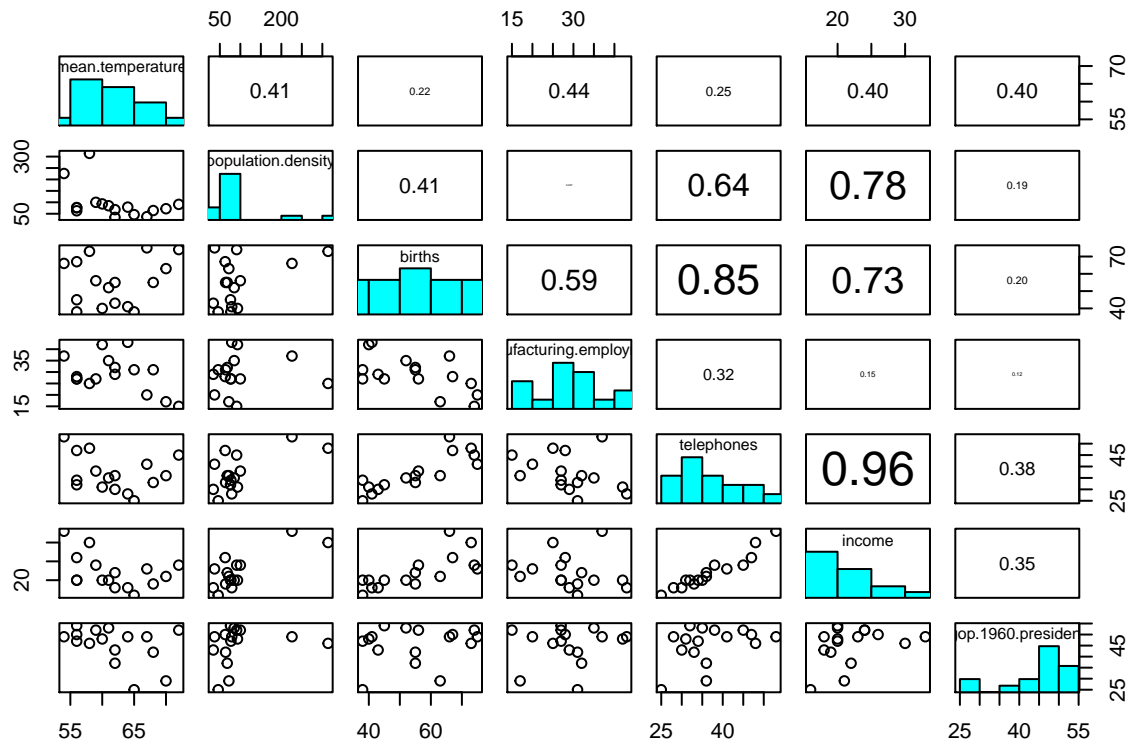 50 200 15 30 20 30
mean.temperature 0.41 0.22 0.44 0.25 0.40 0.40 55 70
50 300 population.density 0.41 0.64 0.78 0.19
births 0.59 0.85 0.73 0.20 40 70
15 35 ufacturing.employ 0.32 0.15 0.12
telephones 0.96 0.38 25 45
20 income 0.35
op.1960.presiden 25 45
55 65 40 60 25 40 25 40 55